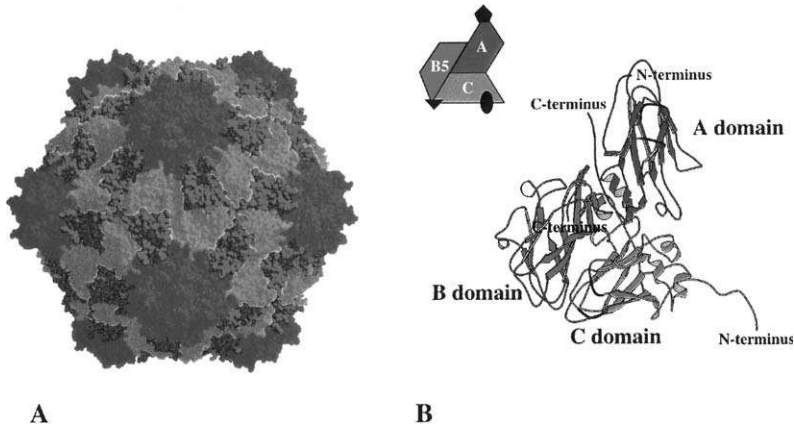 A
B5
C
N-terminus
C-terminus
A domain
C-terminus
B domain
C domain
N-terminus
A
B